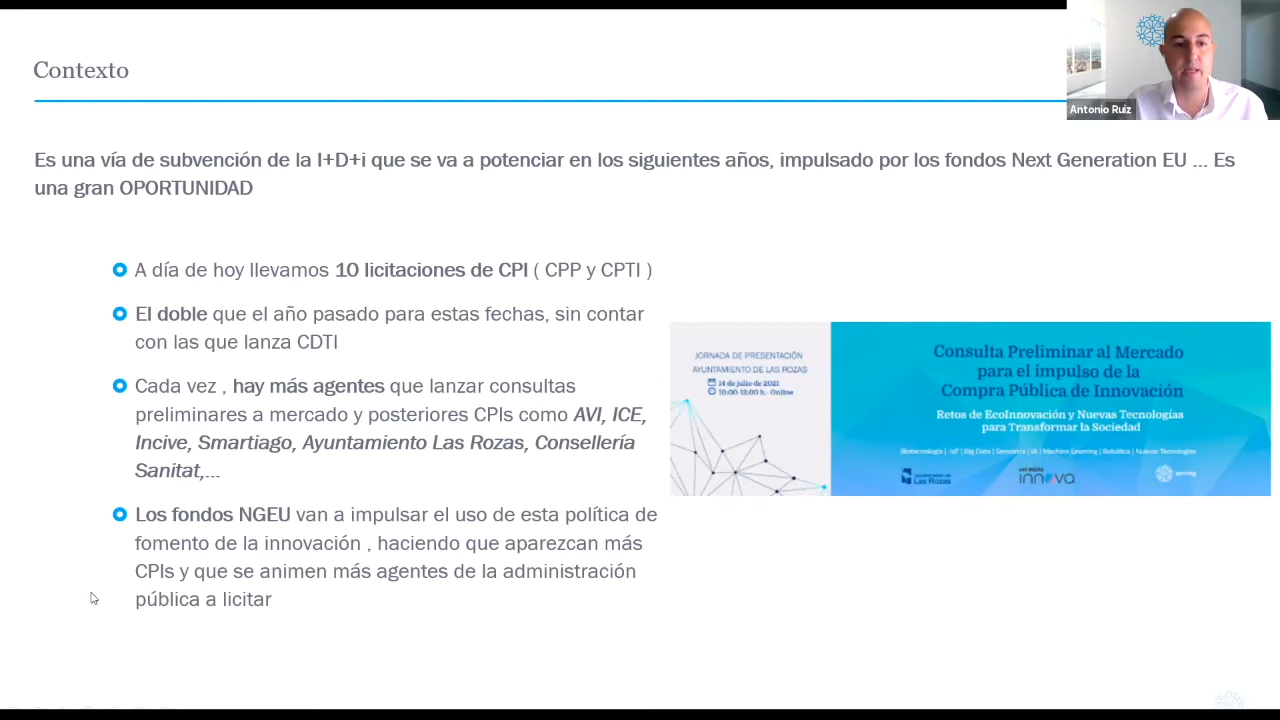 Contexto
Antonio Ruiz
Es una vía de subvención de la I+D+i que se va a potenciar en los siguientes años, impulsado por los fondos Next Generation EU ... Es
una gran OPORTUNIDAD
A día de hoy llevamos 10 licitaciones de CPI ( CPP y CPTI )
El doble que el año pasado para estas fechas, sin contar
con las que lanza CDTI
Cada vez , hay más agentes que lanzar consultas
preliminares a mercado y posteriores CPIs como AVI, ICE,
Incive, Smartiago, Ayuntamiento Las Rozas, Consellería
Sanitat,...
Los fondos NGEU van a impulsar el uso de esta política de
fomento de la innovación , haciendo que aparezcan más
CPIs y que se animen más agentes de la administración
pública a licitar
JORNADA DE PRESENTACIÓN
AYUNTAMIENTO DE LAS ROZAS
14 de julio de 2021
10:00-12:00 h.- Online
Consulta Preliminar al Mercado
para el impulso de la
Compra Pública de Innovación
Retos de EcoInnovación y Nuevas Tecnologías
para Transformar la Sociedad
Biotecnología | IoT | Big Data | Sensórica | IA | Machine Learning | Robótica | Nuevas Tecnologías
Las Rozas
LAS ROZAS
innova